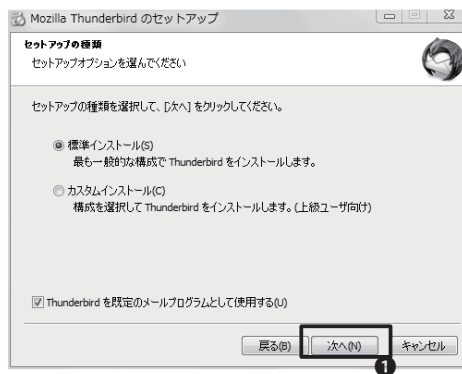 Mozilla Thunderbird のセットアップ
セットアップの種類
セットアップオプションを選んでください
セットアップの種類を選択して、[次へ] をクリックしてください。
標準インストール(S)
最も一般的な構成で Thunderbird をインストールします。
カスタムインストール(C)
構成を選択して Thunderbird をインストールします。(上級ユーザ向け)
Thunderbird を既定のメールプログラムとして使用する(U)
戻る(B) 次へ(N) キャンセル
❶